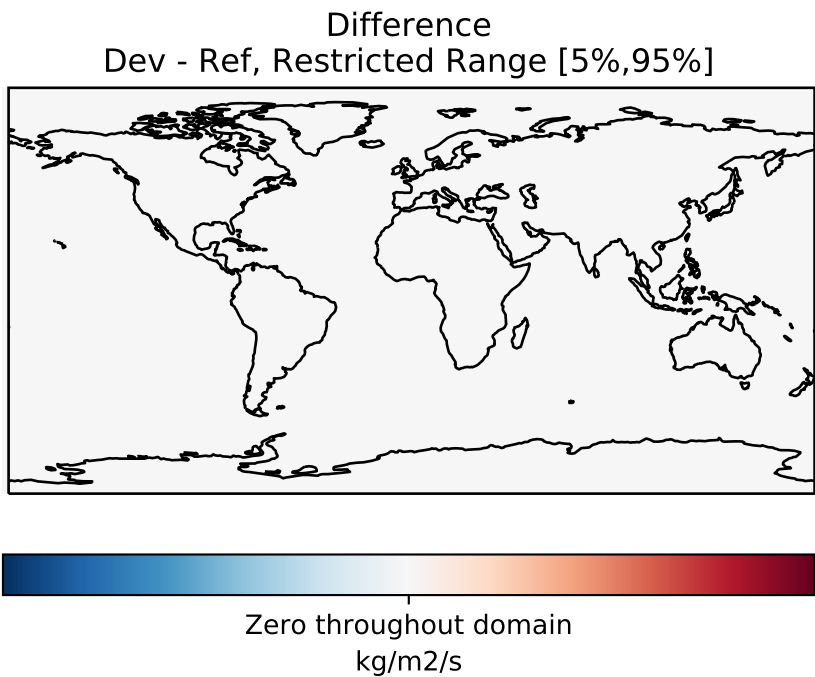 Difference
Dev - Ref, Restricted Range [5%,95%]
Zero throughout domain
kg/m2/s